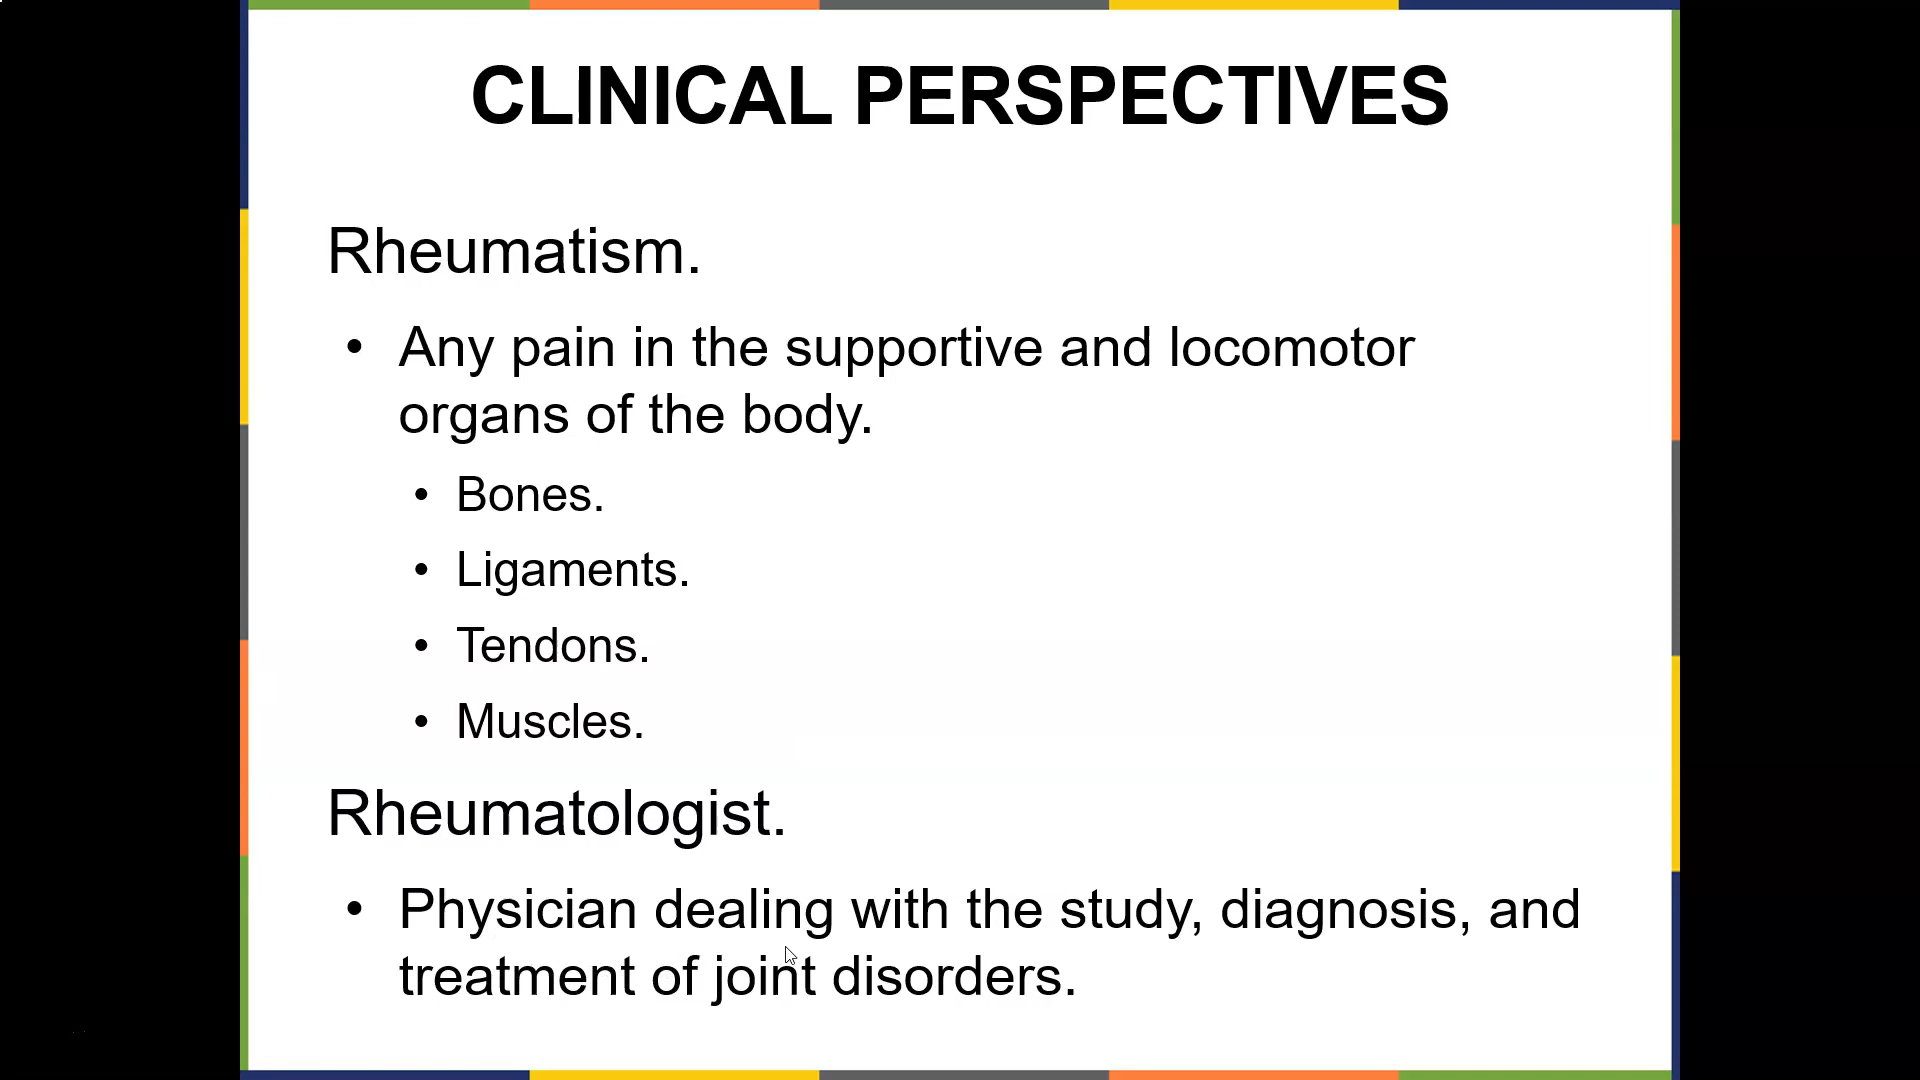 CLINICAL PERSPECTIVES
Rheumatism.
• Any pain in the supportive and locomotor
organs of the body.
• Bones.
• Ligaments.
• Tendons.
• Muscles.
Rheumatologist.
• Physician dealing with the study, diagnosis, and
treatment of joint disorders.